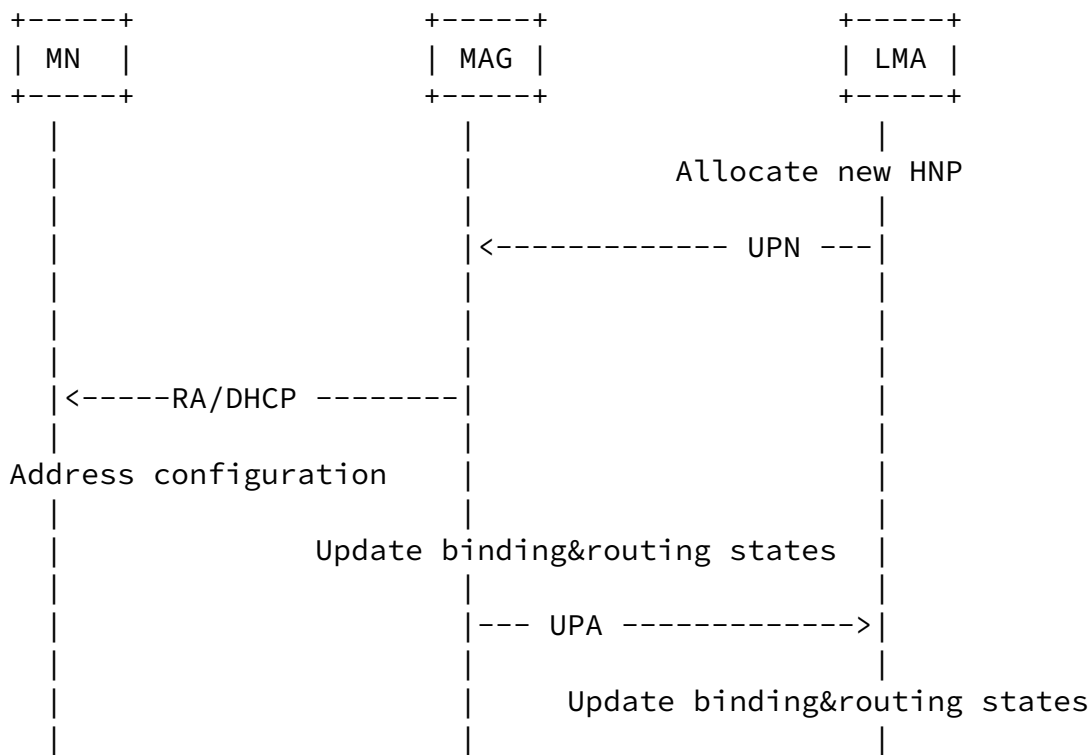 MN MAG LMA
Allocate new HNP
UPN
RA/DHCP
Address configuration
Update binding&routing states
UPA
Update binding&routing states